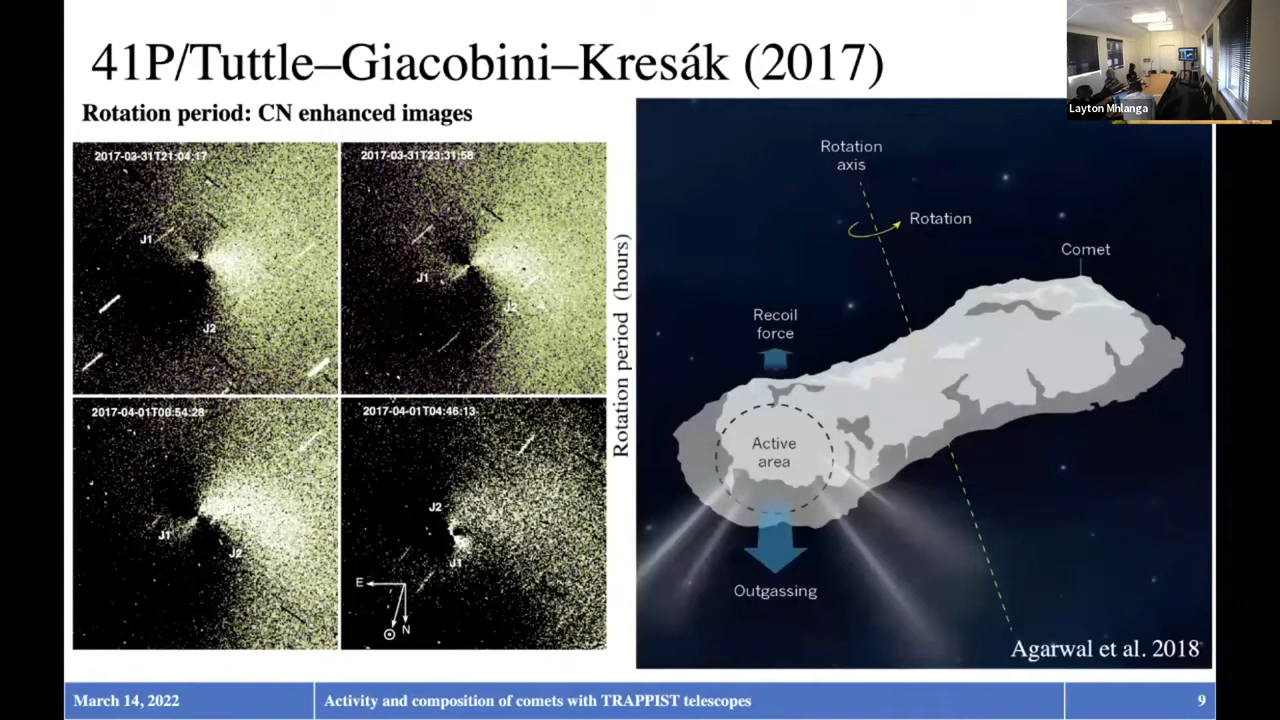 41P/Tuttle–Giacobini–Kresák (2017)
Layton Mhlanga
Rotation period: CN enhanced images
2017-03-31T21:04:17
J1
J2
2017-03-31T23:31:56
J1
J2
2017-04-01T00:54:28
J1
J2
2017-04-01T04:46:13
J2
J1
E
N
Rotation period (hours)
Rotation
axis
Rotation
Comet
Recoil
force
Active
area
Outgassing
Agarwal et al. 2018
March 14, 2022
Activity and composition of comets with TRAPPIST telescopes
9